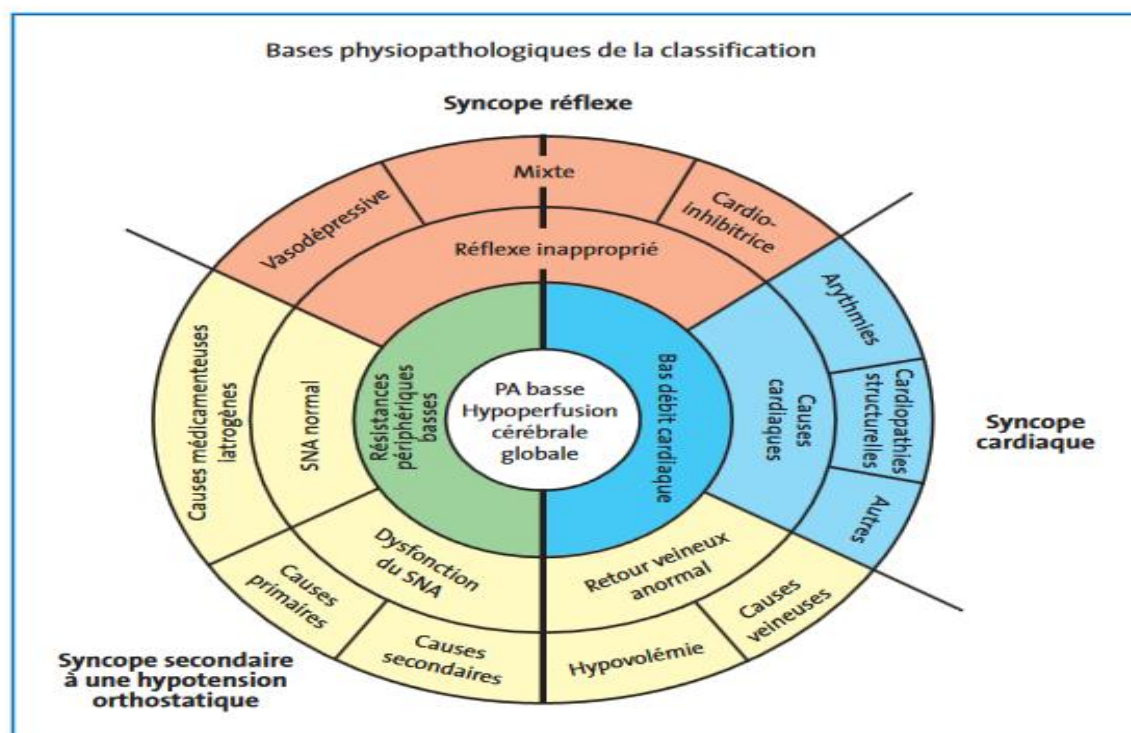 Bases physiopathologiques de la classification
Syncope réflexe
Mixte
Vasodépressive
Cardio-
inhibitrice
Réflexe inapproprié
Arythmies
Causes médicamenteuses
Iatrogènes
SNA normal
Résistances
périphériques
basses
PA basse
Hypoperfusion
cérébrale
globale
Bas débit cardiaque
Causes
cardiaques
Cardiopathies
structurelles
Syncope
cardiaque
Autres
Dysfonction
du SNA
Retour veineux
anormal
Causes
primaires
Causes
secondaires
Hypovolémie
Causes
veineuses
Syncope secondaire
à une hypotension
orthostatique